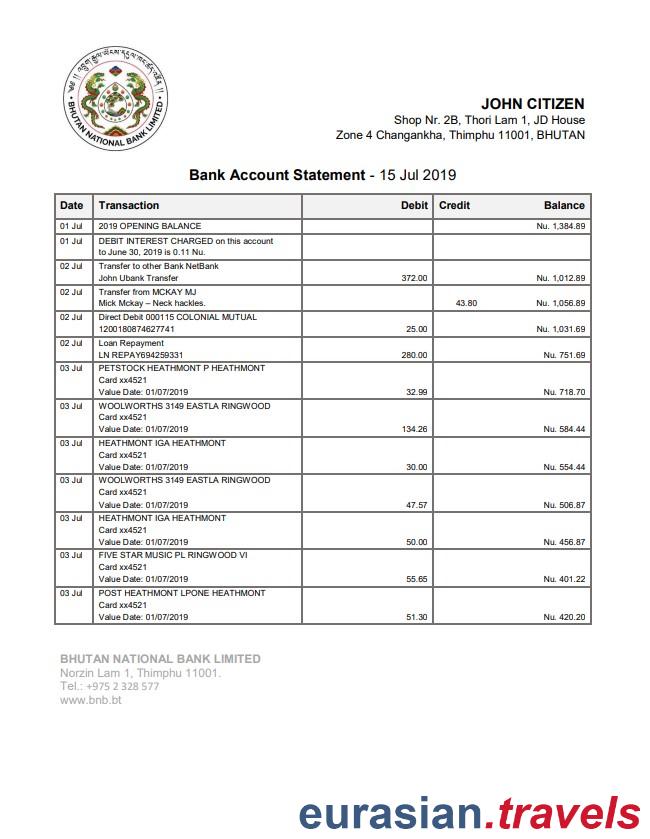 BHUTAN NATIONAL BANK LIMITED
JOHN CITIZEN
Shop Nr. 2B, Thori Lam 1, JD House
Zone 4 Changankha, Thimphu 11001, BHUTAN
Bank Account Statement - 15 Jul 2019
Date Transaction Debit Credit Balance
01 Jul 2019 OPENING BALANCE Nu. 1,384.89
01 Jul DEBIT INTEREST CHARGED on this account
to June 30, 2019 is 0.11 Nu.
02 Jul Transfer to other Bank NetBank
John Ubank Transfer 372.00 Nu. 1,012.89
02 Jul Transfer from MCKAY MJ
Mick Mckay – Neck hackles. 43.80 Nu. 1,056.89
02 Jul Direct Debit 000115 COLONIAL MUTUAL
1200180874627741 25.00 Nu. 1,031.69
02 Jul Loan Repayment
LN REPAY694259331 280.00 Nu. 751.69
03 Jul PETSTOCK HEATHMONT P HEATHMONT
Card xx4521
Value Date: 01/07/2019 32.99 Nu. 718.70
03 Jul WOOLWORTHS 3149 EASTLA RINGWOOD
Card xx4521
Value Date: 01/07/2019 134.26 Nu. 584.44
03 Jul HEATHMONT IGA HEATHMONT
Card xx4521
Value Date: 01/07/2019 30.00 Nu. 554.44
03 Jul WOOLWORTHS 3149 EASTLA RINGWOOD
Card xx4521
Value Date: 01/07/2019 47.57 Nu. 506.87
03 Jul HEATHMONT IGA HEATHMONT
Card xx4521
Value Date: 01/07/2019 50.00 Nu. 456.87
03 Jul FIVE STAR MUSIC PL RINGWOOD VI
Card xx4521
Value Date: 01/07/2019 55.65 Nu. 401.22
03 Jul POST HEATHMONT LPONE HEATHMONT
Card xx4521
Value Date: 01/07/2019 51.30 Nu. 420.20
BHUTAN NATIONAL BANK LIMITED
Norzin Lam 1, Thimphu 11001.
Tel.: +975 2 328 577
www.bnb.bt
eurasian.travels